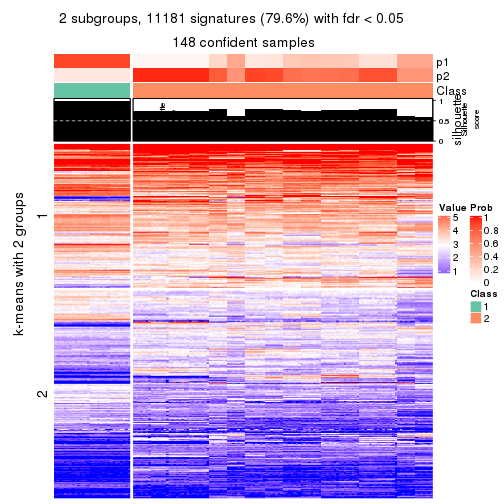 2 subgroups, 11181 signatures (79.6%) with fdr < 0.05
148 confident samples
p1
p2
Class
1
0.5
0
silhouette
Silhouette
score
k-means with 2 groups
1
2
Value
5
4
3
2
1
Prob
1
0.8
0.6
0.4
0.2
0
Class
1
2